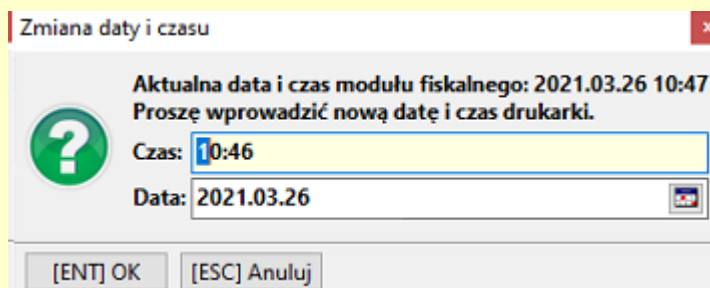 Zmiana daty i czasu
x
Aktualna data i czas modułu fiskalnego: 2021.03.26 10:47
Proszę wprowadzić nową datę i czas drukarki.
Czas: 10:46
Data: 2021.03.26
[ENT] OK [ESC] Anuluj